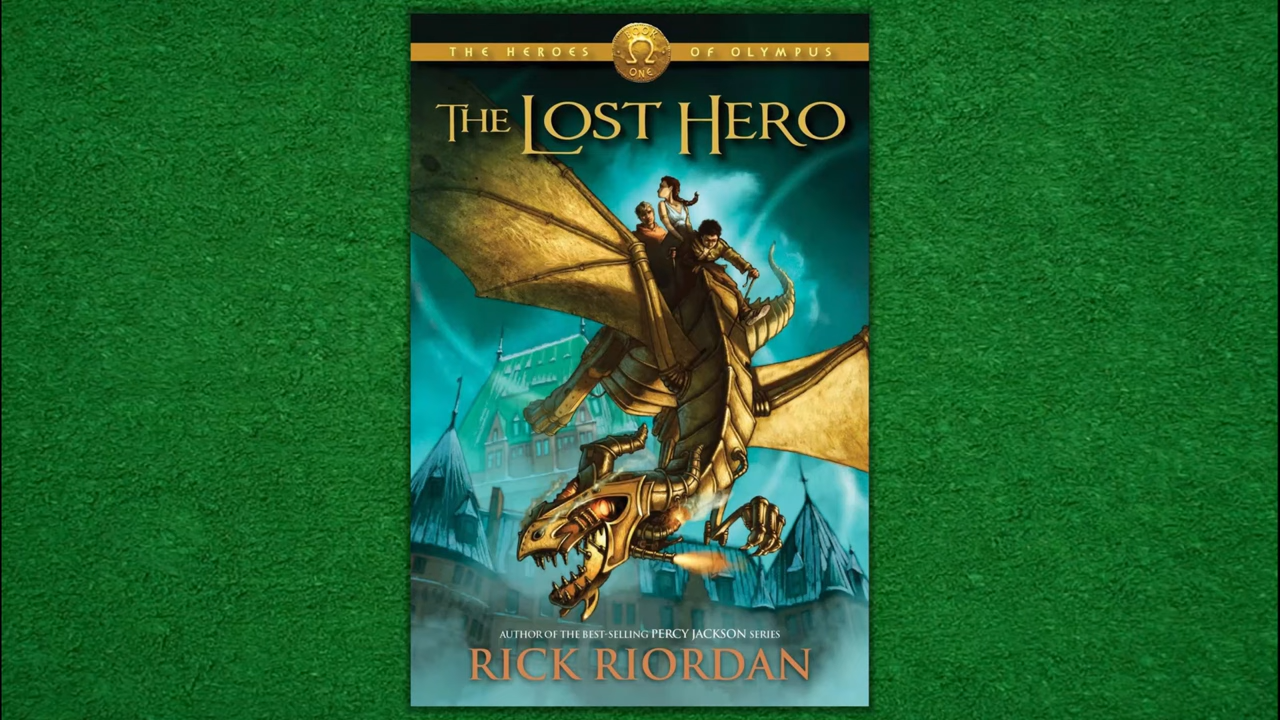 THE HEROES OF OLYMPUS
BOOK
Ω
ONE
THE LOST HERO
AUTHOR OF THE BEST-SELLING PERCY JACKSON SERIES
RICK RIORDAN